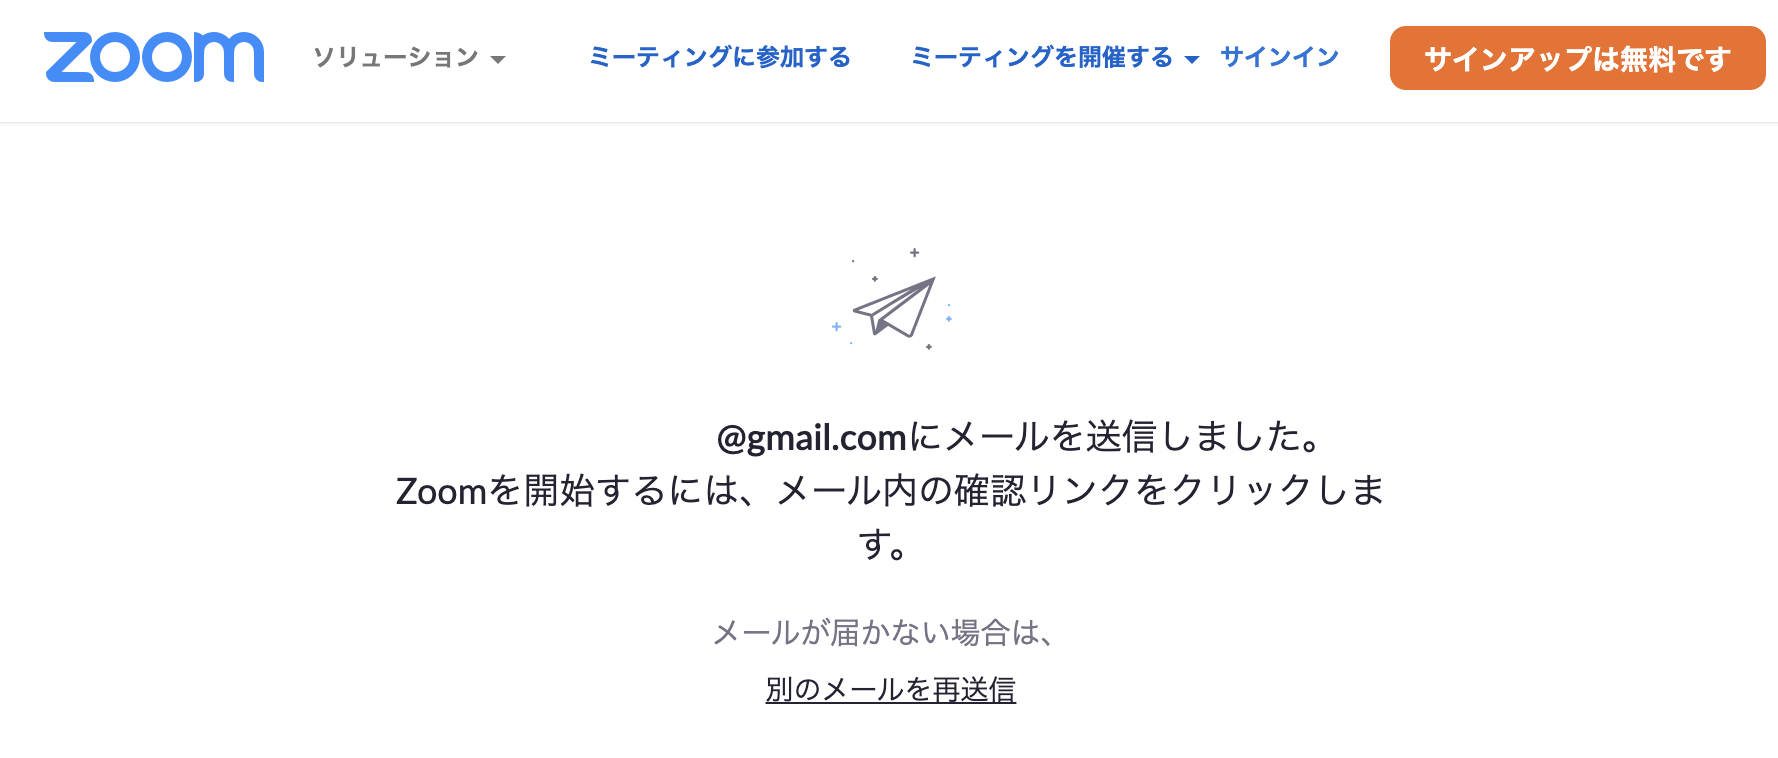 zoom
ソリューション
ミーティングに参加する
ミーティングを開催する
サインイン
サインアップは無料です
@gmail.comにメールを送信しました。
Zoomを開始するには、メール内の確認リンクをクリックしま
す。
メールが届かない場合は、
別のメールを再送信